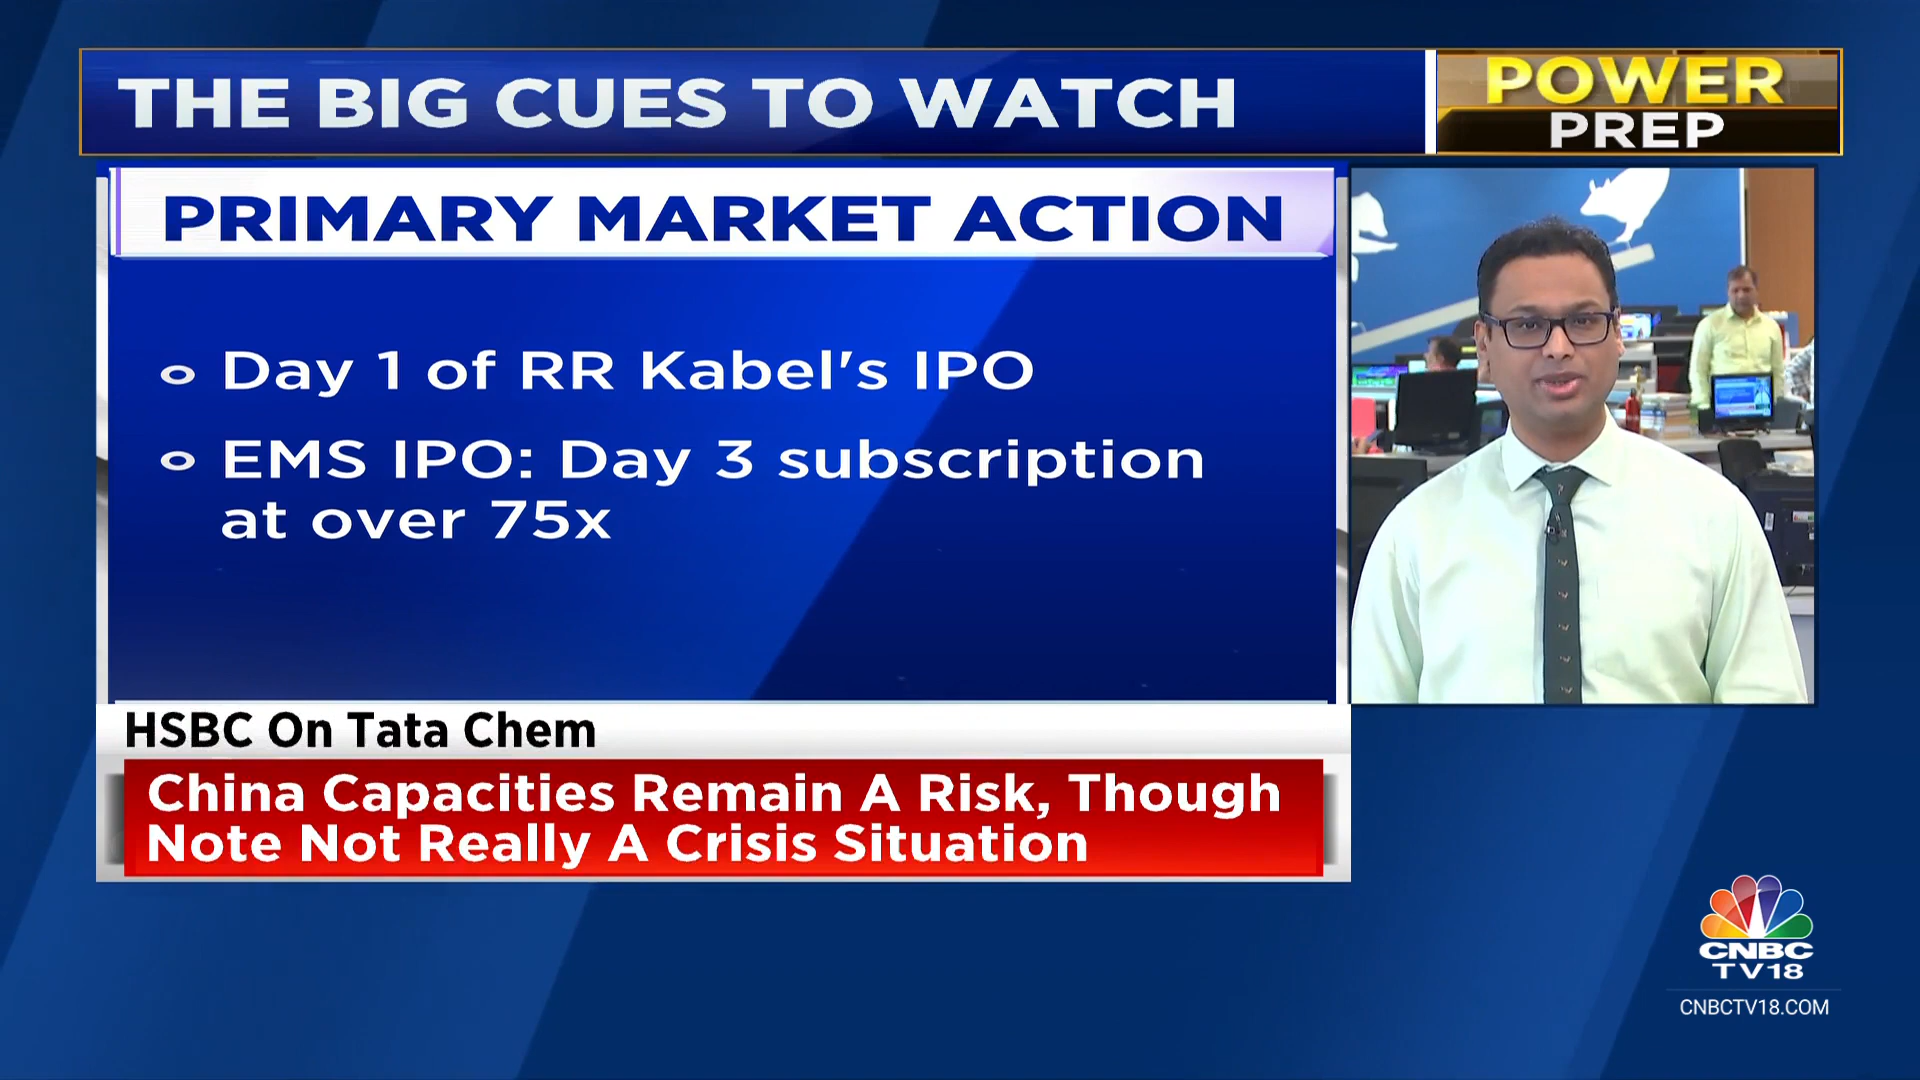 THE BIG CUES TO WATCH
POWER
PREP
PRIMARY MARKET ACTION
Day 1 of RR Kabel's IPO
EMS IPO: Day 3 subscription
at over 75x
HSBC On Tata Chem
China Capacities Remain A Risk, Though
Note Not Really A Crisis Situation
CNBC
TV18
CNBCTV18.COM